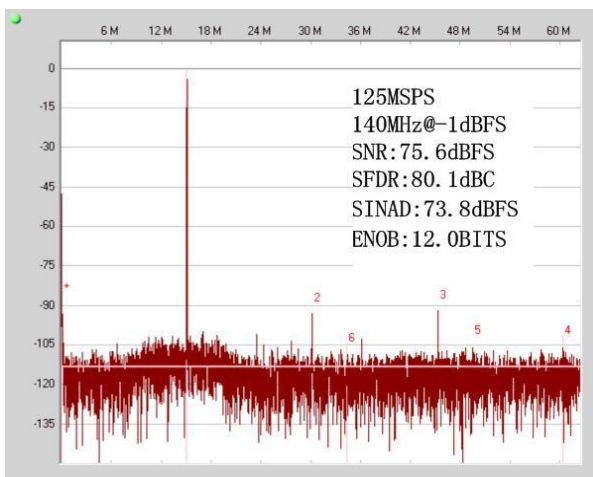 6 M 12 M 18 M 24 M 30 M 36 M 42 M 48 M 54 M 60 M
0
-15
-30
-45
-60
-75
-90
-105
-120
-135
125MSPS
140MHz@-1dBFS
SNR:75.6dBFS
SFDR:80.1dBC
SINAD:73.8dBFS
ENOB:12.0BITS
+
2
3
6
5
4